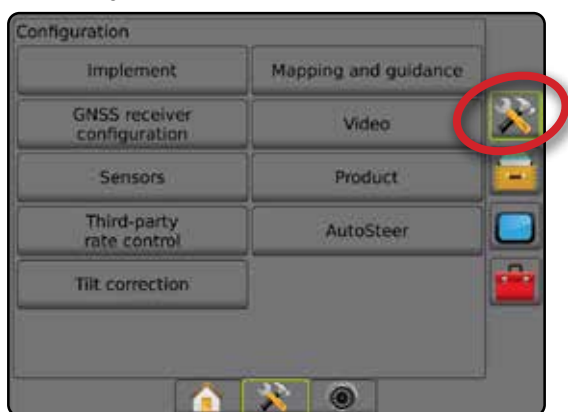 Configuration
Implement
Mapping and guidance
GNSS receiver
configuration
Video
Sensors
Product
Third-party
rate control
AutoSteer
Tilt correction